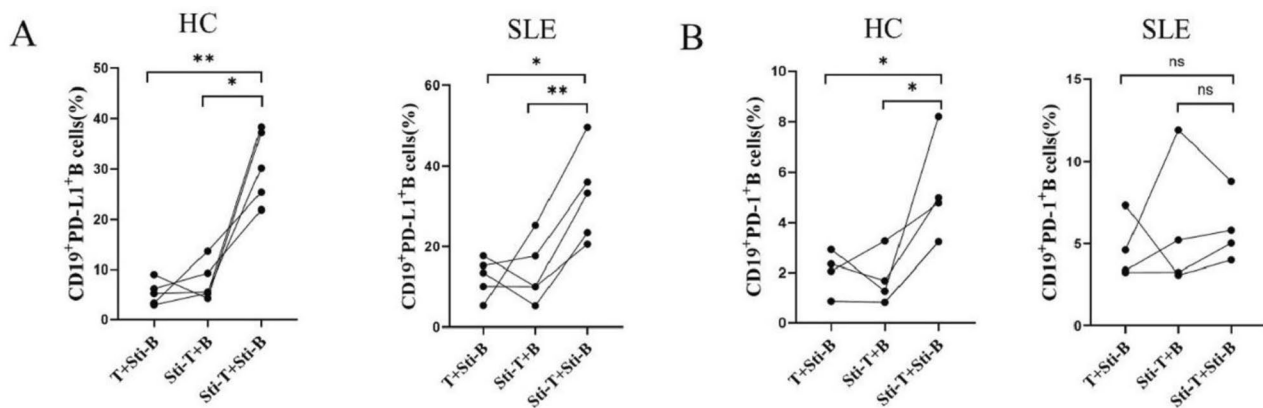 A
HC
CD19+PD-L1+B cells(%)
50
40
30
20
10
0
**
*
T+Sti-B
Sti-T+B
Sti-T+Sti-B
SLE
CD19+PD-L1+B cells(%)
60
40
20
0
*
**
T+Sti-B
Sti-T+B
Sti-T+Sti-B
B
HC
CD19+PD-1+B cells(%)
10
8
6
4
2
0
*
*
T+Sti-B
Sti-T+B
Sti-T+Sti-B
SLE
CD19+PD-1+B cells(%)
15
10
5
0
ns
ns
T+Sti-B
Sti-T+B
Sti-T+Sti-B